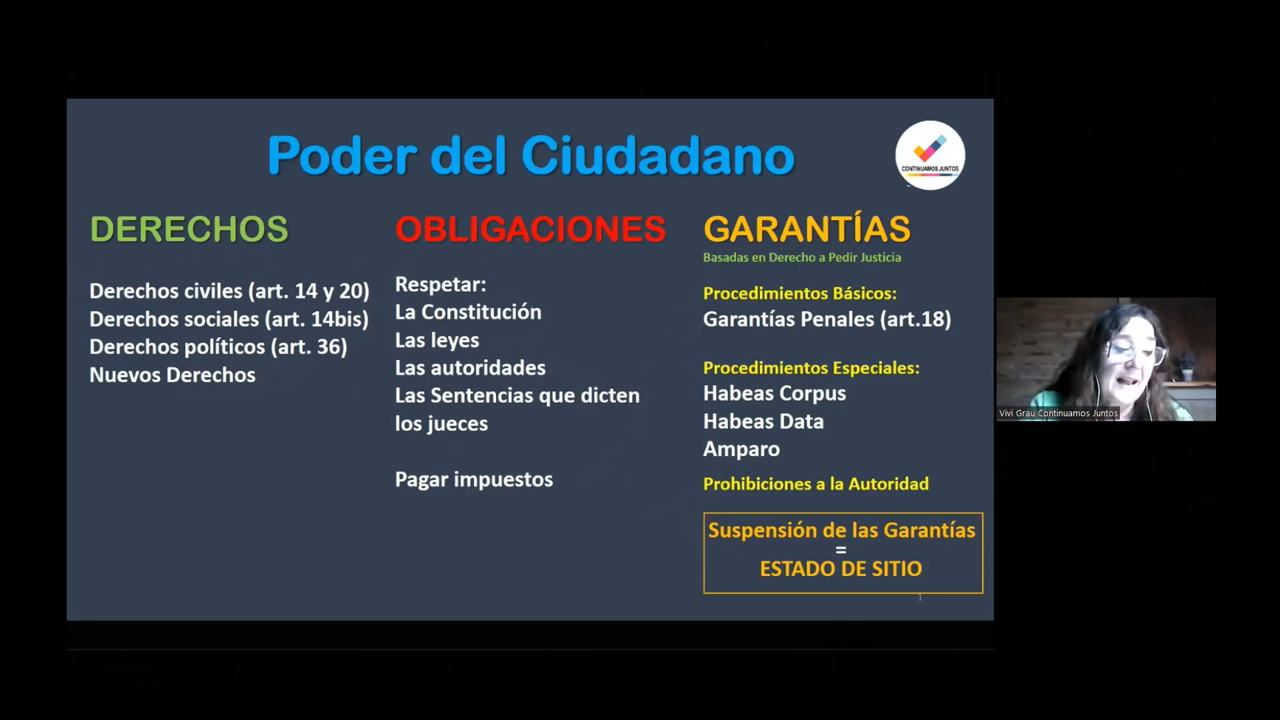 Poder del Ciudadano
CONTINUAMOS JUNTOS
DERECHOS
Derechos civiles (art. 14 y 20)
Derechos sociales (art. 14bis)
Derechos políticos (art. 36)
Nuevos Derechos
OBLIGACIONES
Respetar:
La Constitución
Las leyes
Las autoridades
Las Sentencias que dicten
los jueces
Pagar impuestos
GARANTÍAS
Basadas en Derecho a Pedir Justicia
Procedimientos Básicos:
Garantías Penales (art.18)
Procedimientos Especiales:
Habeas Corpus
Habeas Data
Amparo
Prohibiciones a la Autoridad
Suspensión de las Garantías
=
ESTADO DE SITIO
1
Vivi Grau Continuamos Juntos